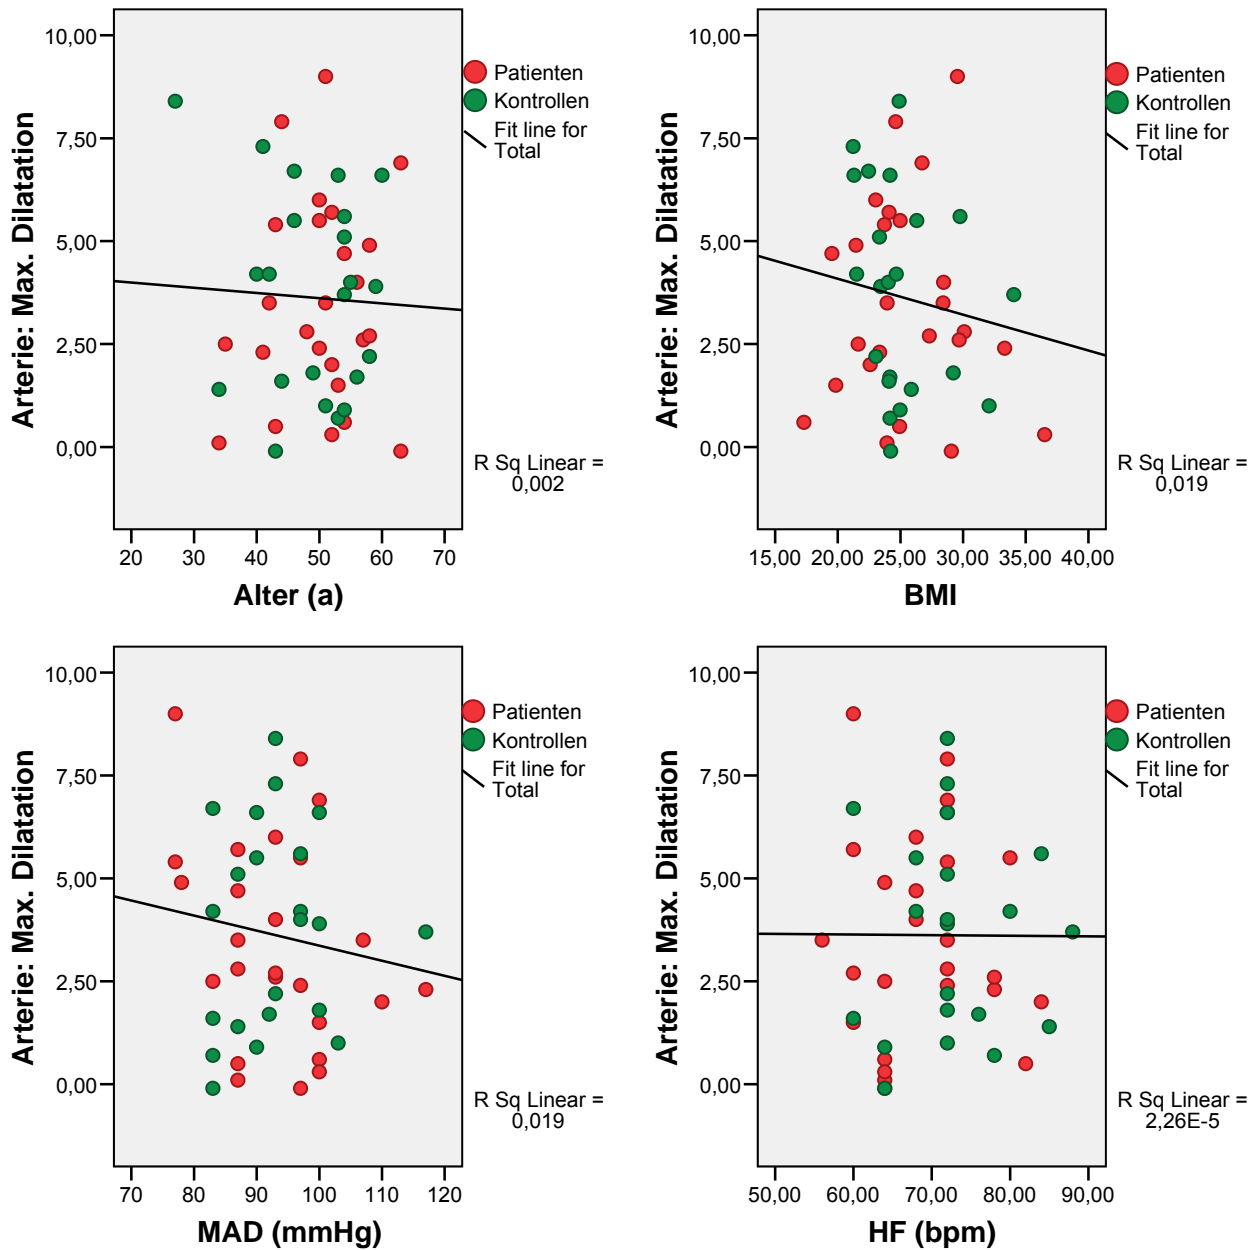 10,00
7,50
5,00
2,50
0,00
Arterie: Max. Dilatation
20 30 40 50 60 70
Alter (a)
Patienten
Kontrollen
Fit line for
Total
R Sq Linear =
0,002
10,00
7,50
5,00
2,50
0,00
Arterie: Max. Dilatation
15,00 20,00 25,00 30,00 35,00 40,00
BMI
Patienten
Kontrollen
Fit line for
Total
R Sq Linear =
0,019
10,00
7,50
5,00
2,50
0,00
Arterie: Max. Dilatation
70 80 90 100 110 120
MAD (mmHg)
Patienten
Kontrollen
Fit line for
Total
R Sq Linear =
0,019
10,00
7,50
5,00
2,50
0,00
Arterie: Max. Dilatation
50,00 60,00 70,00 80,00 90,00
HF (bpm)
Patienten
Kontrollen
Fit line for
Total
R Sq Linear =
2,26E-5